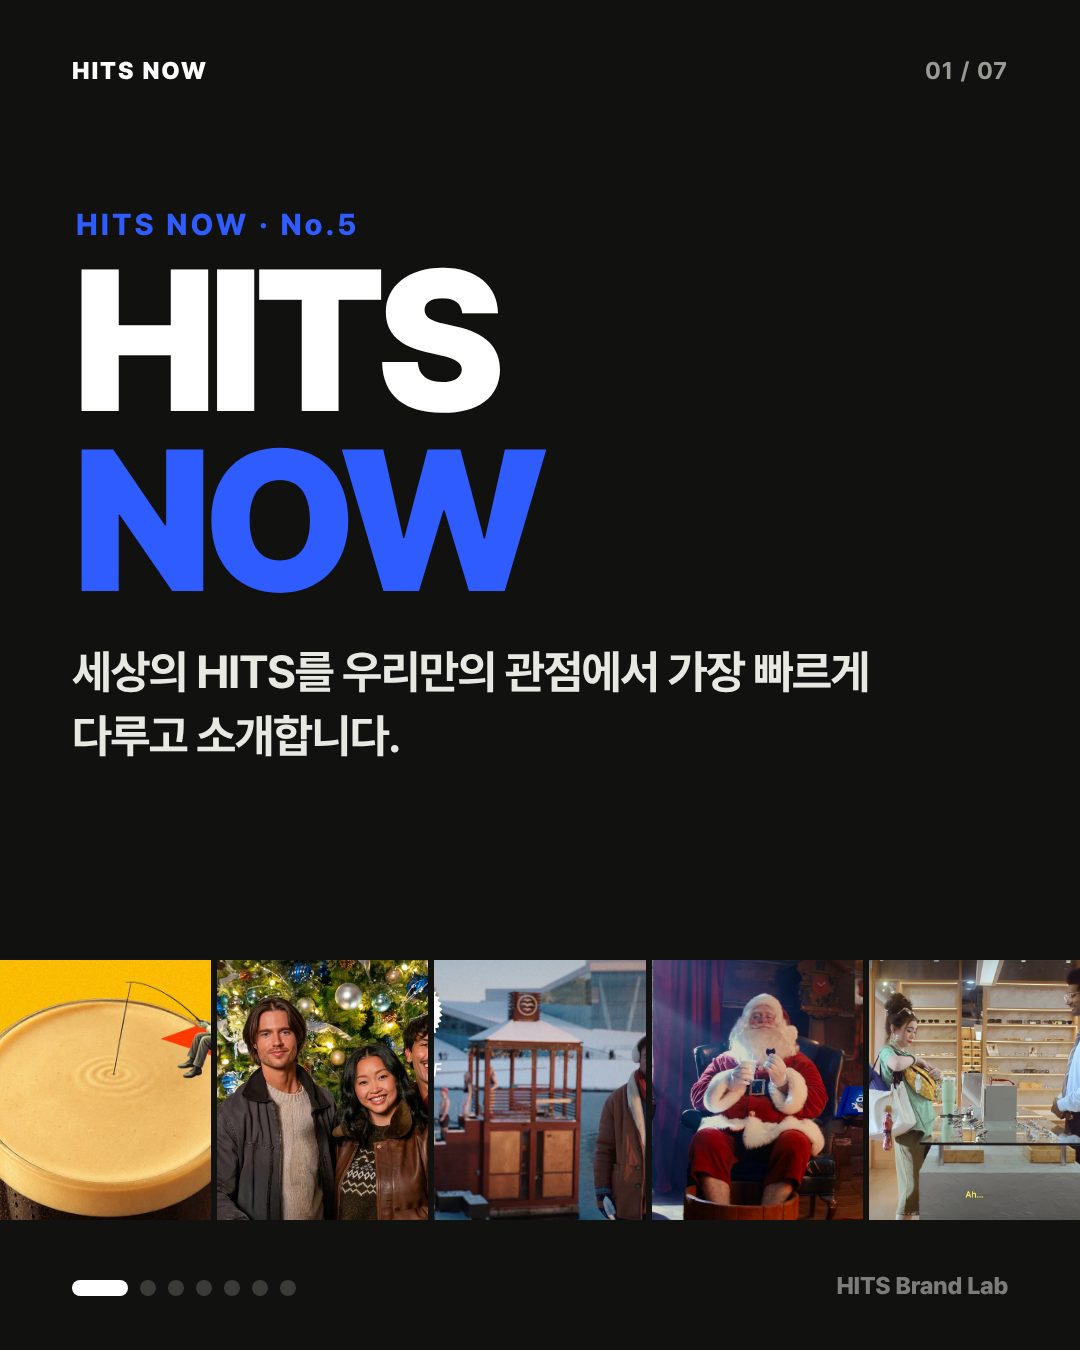 HITS NOW
01 / 07
HITS NOW · No.5
HITS
NOW
세상의 HITS를 우리만의 관점에서 가장 빠르게
다루고 소개합니다.
F
Ah...
HITS Brand Lab